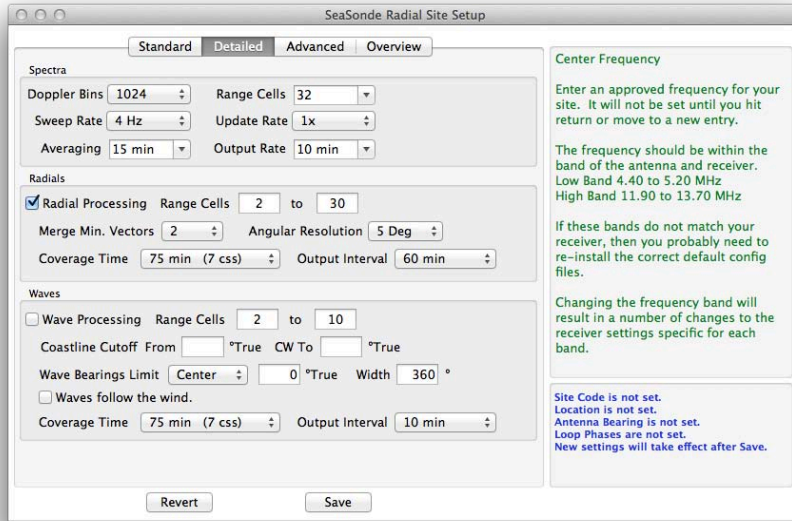 SeaSonde Radial Site Setup
Standard Detailed Advanced Overview
Spectra
Doppler Bins 1024 Range Cells 32
Sweep Rate 4 Hz Update Rate 1x
Averaging 15 min Output Rate 10 min
Radials
Radial Processing Range Cells 2 to 30
Merge Min. Vectors 2 Angular Resolution 5 Deg
Coverage Time 75 min (7 css) Output Interval 60 min
Waves
Wave Processing Range Cells 2 to 10
Coastline Cutoff From °True CW To °True
Wave Bearings Limit Center 0 °True Width 360 °
Waves follow the wind.
Coverage Time 75 min (7 css) Output Interval 10 min
Revert Save
Center Frequency
Enter an approved frequency for your
site. It will not be set until you hit
return or move to a new entry.
The frequency should be within the
band of the antenna and receiver.
Low Band 4.40 to 5.20 MHz
High Band 11.90 to 13.70 MHz
If these bands do not match your
receiver, then you probably need to
re-install the correct default config
files.
Changing the frequency band will
result in a number of changes to the
receiver settings specific for each
band.
Site Code is not set.
Location is not set.
Antenna Bearing is not set.
Loop Phases are not set.
New settings will take effect after Save.